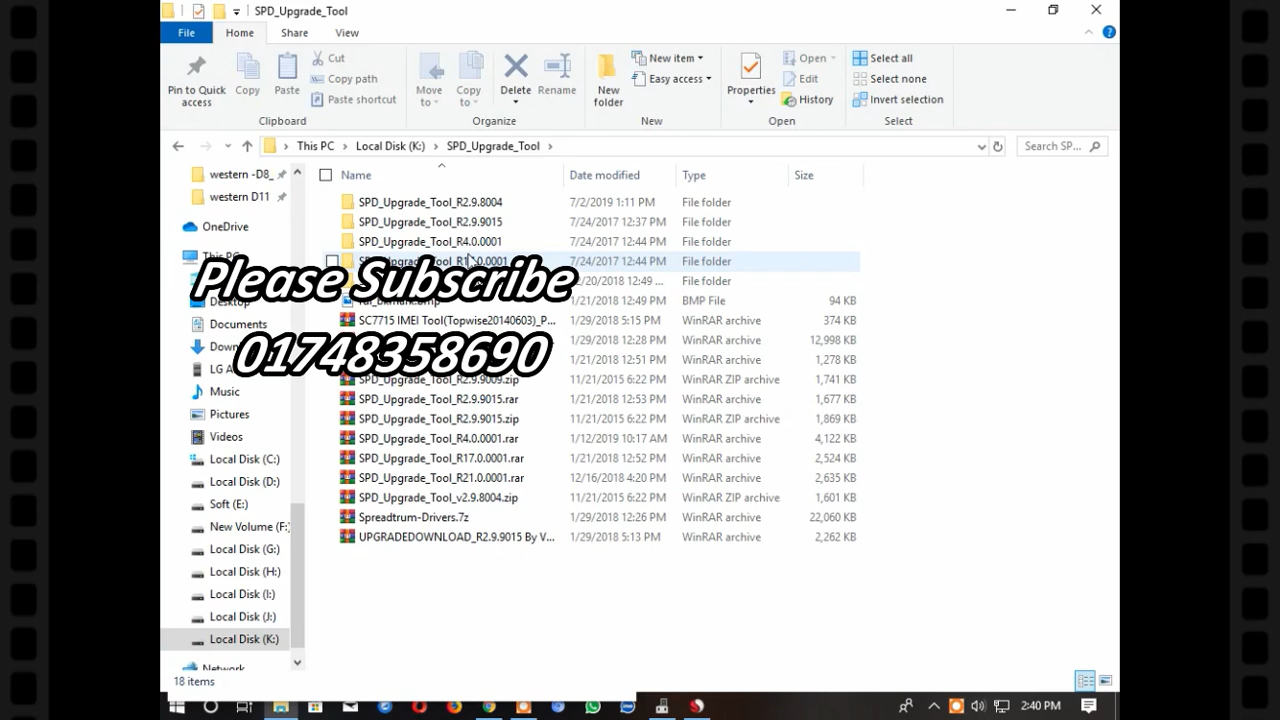 SPD_Upgrade_Tool
File Home Share View
Pin to Quick access
Copy
Paste
Cut
Copy path
Paste shortcut
Clipboard
Move to
Copy to
Delete
Rename
Organize
New folder
New item
Easy access
New
Properties
Open
Edit
History
Open
Select all
Select none
Invert selection
Select
This PC > Local Disk (K:) > SPD_Upgrade_Tool >
Search SP...
western -D8_
western D11
OneDrive
This PC
Desktop
Documents
LG
Music
Pictures
Videos
Local Disk (C:)
Local Disk (D:)
Soft (E:)
New Volume (F:)
Local Disk (G:)
Local Disk (H:)
Local Disk (I:)
Local Disk (J:)
Local Disk (K:)
Network
Name Date modified Type Size
SPD_Upgrade_Tool_R2.9.8004 7/2/2019 1:11 PM File folder
SPD_Upgrade_Tool_R2.9.9015 7/24/2017 12:37 PM File folder
SPD_Upgrade_Tool_R4.0.0001 7/24/2017 12:44 PM File folder
7/24/2017 12:44 PM File folder
/20/2018 12:49 ... File folder
1/21/2018 12:49 PM BMP File 94 KB
SC7715 IMEI Tool(Topwise20140603)_P... 1/29/2018 5:15 PM WinRAR archive 374 KB
1/29/2018 12:28 PM WinRAR archive 12,998 KB
1/21/2018 12:51 PM WinRAR archive 1,278 KB
SPD_Upgrade_Tool_R2.9.9009.zip 11/21/2015 6:22 PM WinRAR ZIP archive 1,741 KB
SPD_Upgrade_Tool_R2.9.9015.rar 1/21/2018 12:53 PM WinRAR archive 1,677 KB
SPD_Upgrade_Tool_R2.9.9015.zip 11/21/2015 6:22 PM WinRAR ZIP archive 1,869 KB
SPD_Upgrade_Tool_R4.0.0001.rar 1/12/2019 10:17 AM WinRAR archive 4,122 KB
SPD_Upgrade_Tool_R17.0.0001.rar 1/21/2018 12:52 PM WinRAR archive 2,524 KB
SPD_Upgrade_Tool_R21.0.0001.rar 12/16/2018 4:20 PM WinRAR archive 2,635 KB
SPD_Upgrade_Tool_v2.9.8004.zip 11/21/2015 6:22 PM WinRAR ZIP archive 1,601 KB
Spreadtrum-Drivers.7z 1/29/2018 12:26 PM WinRAR archive 22,060 KB
UPGRADEDOWNLOAD_R2.9.9015 By V... 1/29/2018 5:13 PM WinRAR archive 2,262 KB
Please Subscribe
01748358690
18 items
2:40 PM